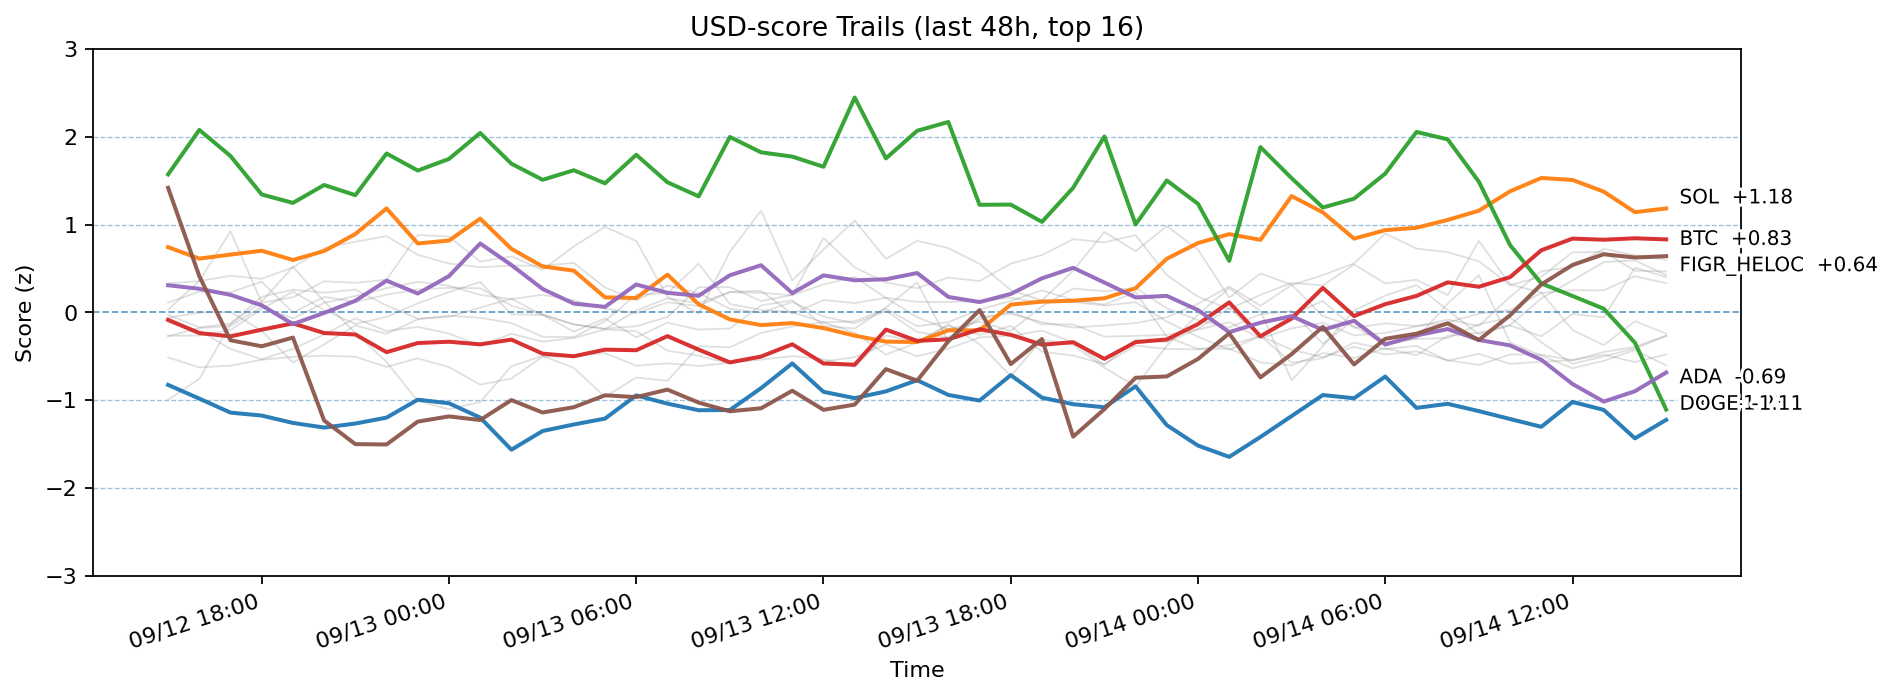 USD-score Trails (last 48h, top 16)
Score (z)
3
2
1
0
−1
−2
−3
SOL +1.18
BTC +0.83
FIGR_HELOC +0.64
ADA -0.69
DOGE -1.11
09/12 18:00
09/13 00:00
09/13 06:00
09/13 12:00
09/13 18:00
09/14 00:00
09/14 06:00
09/14 12:00
Time